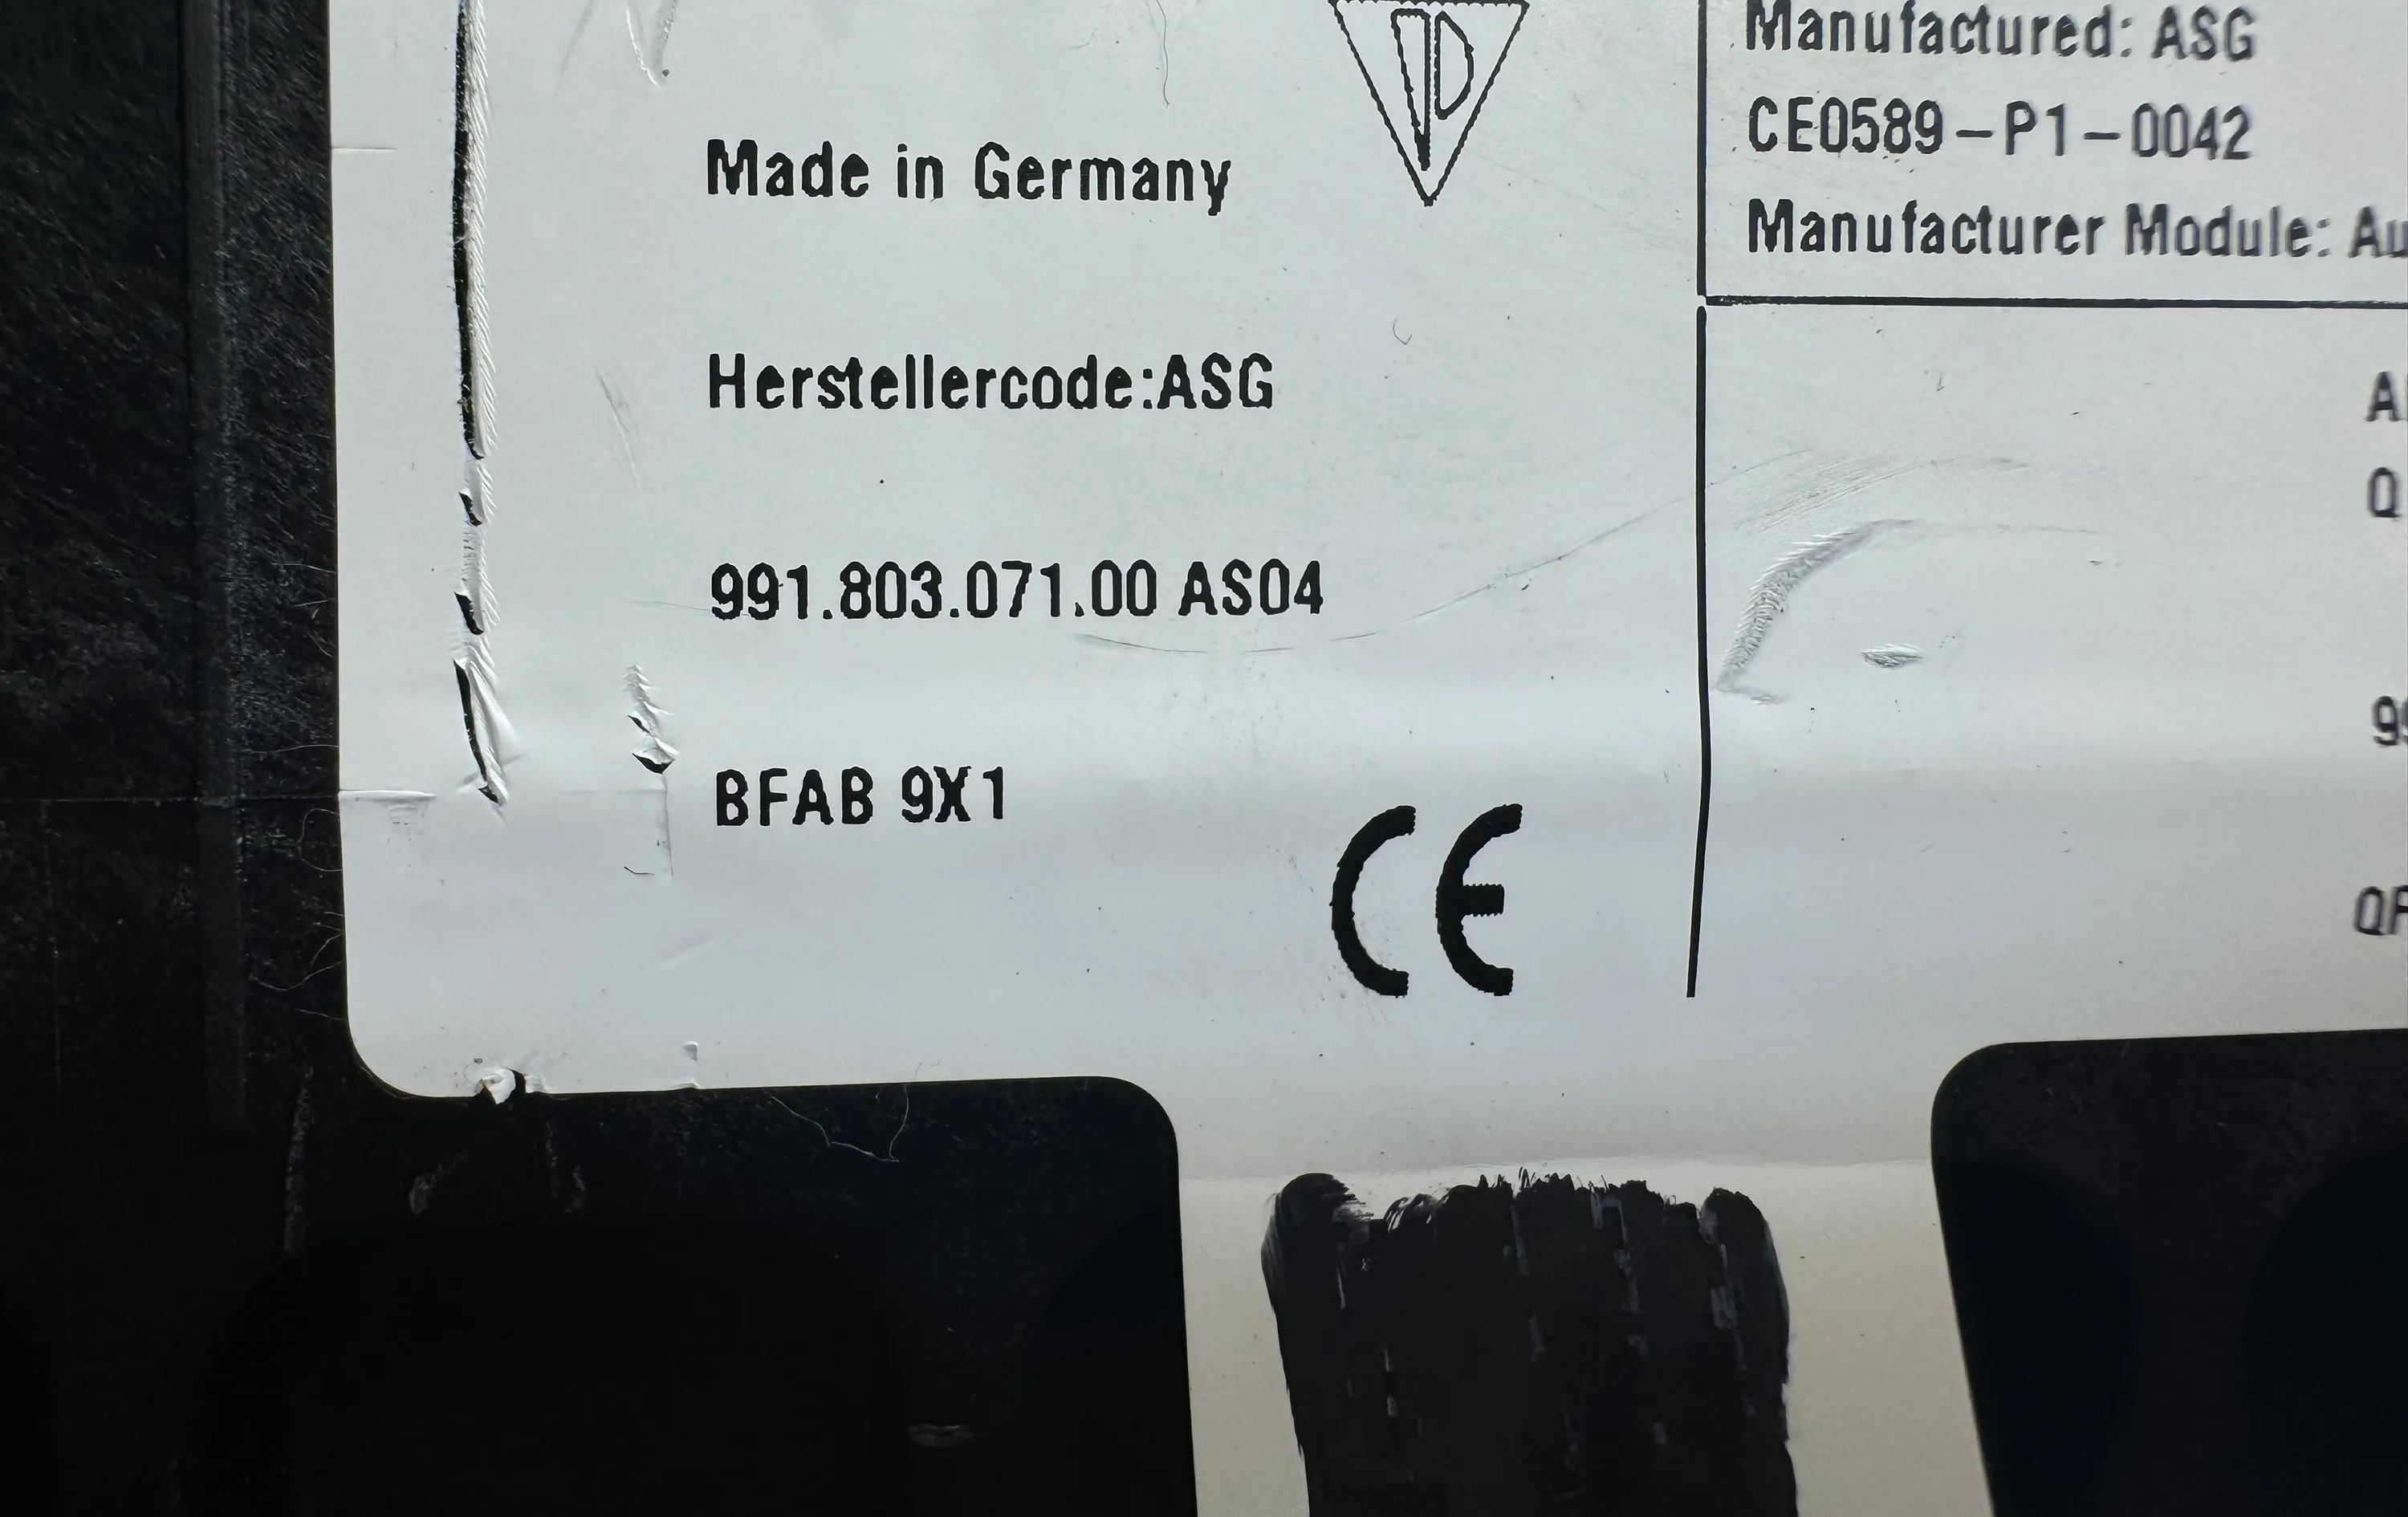 Made in Germany
Herstellercode:ASG
991.803.071.00 AS04
BFAB 9X1
CE
Manufactured: ASG
CE0589-P1-0042
Manufacturer Module: